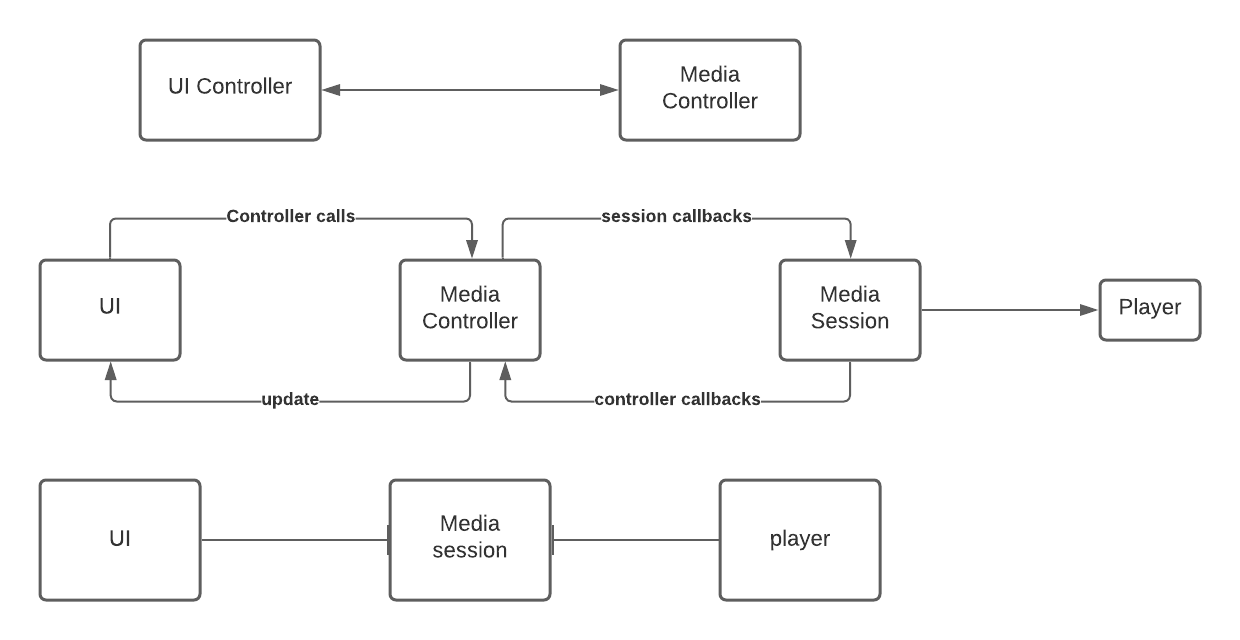 UI Controller
Media
Controller
Controller calls
session callbacks
UI
Media
Controller
Media
Session
Player
update
controller callbacks
UI
Media
session
player